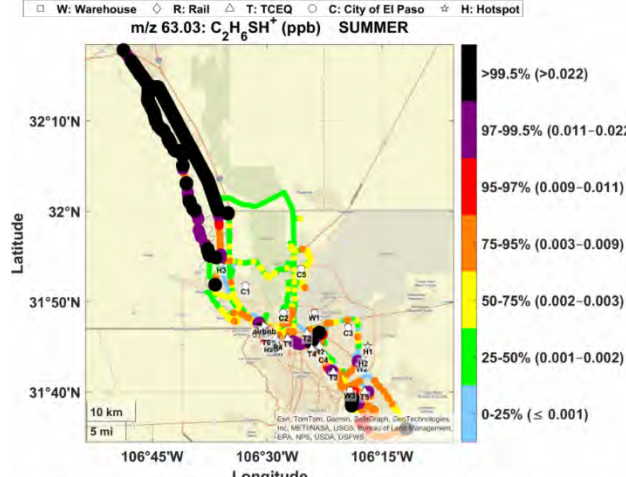 □ W: Warehouse ◇ R: Rail △ T: TCEQ ○ C: City of El Paso ☆ H: Hotspot
m/z 63.03: C₂H₆SH⁺ (ppb) SUMMER
>99.5% (>0.022)
97-99.5% (0.011-0.022
95-97% (0.009-0.011)
75-95% (0.003-0.009)
50-75% (0.002-0.003)
25-50% (0.001-0.002)
0-25% (≤ 0.001)
Latitude
32°10'N
32°N
31°50'N
31°40'N
H3
C1
C5
C2
W1
C3
airbnb
T1
T2
H1
T4
C4
H2
T3
W3
T5
10 km
5 mi
Esri, TomTom, Garmin, SafeGraph, GeoTechnologies,
Inc, METI/NASA, USGS, Bureau of Land Management,
EPA, NPS, USDA, USFWS
106°45'W
106°30'W
106°15'W
Longitude